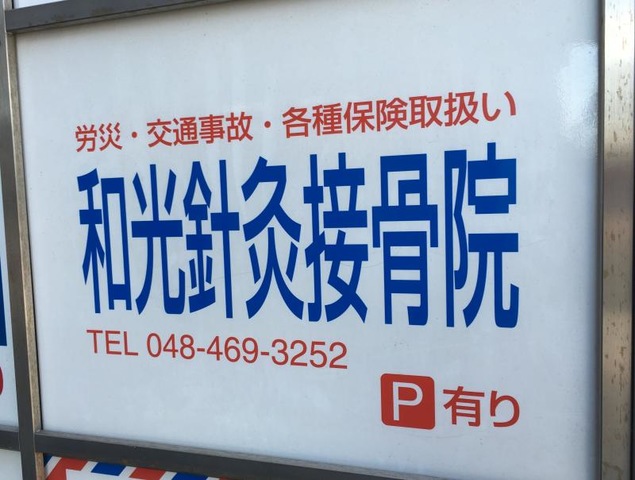 労災・交通事故・各種保険取扱い
和光針灸接骨院
TEL 048-469-3252
P 有り